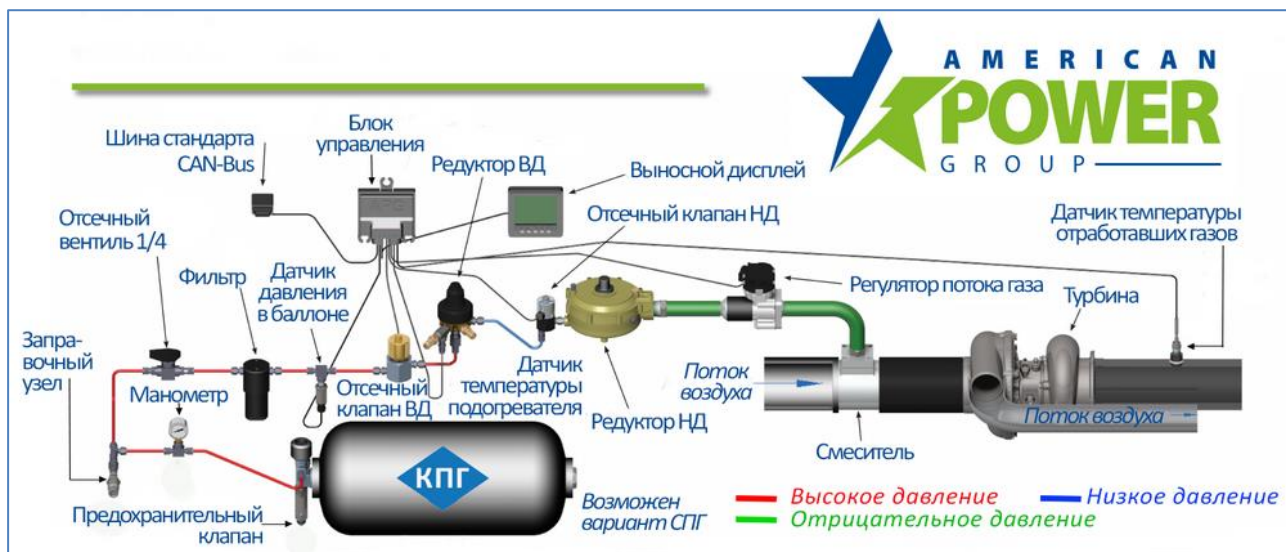 AMERICAN
POWER
GROUP
Шина стандарта
CAN-Bus
Блок
управления
Редуктор ВД
Выносной дисплей
Отсечный клапан НД
Датчик температуры
отработавших газов
Отсечный
вентиль 1/4
Фильтр
Датчик
давления
в баллоне
Регулятор потока газа
Турбина
Запра-
вочный
узел
Манометр
Отсечный
клапан ВД
Датчик
температуры
подогревателя
Редуктор НД
Поток
воздуха
Поток воздуха
Смеситель
КПГ
Предохранительный
клапан
Возможен
вариант СПГ
Высокое давление
Низкое давление
Отрицательное давление
APG